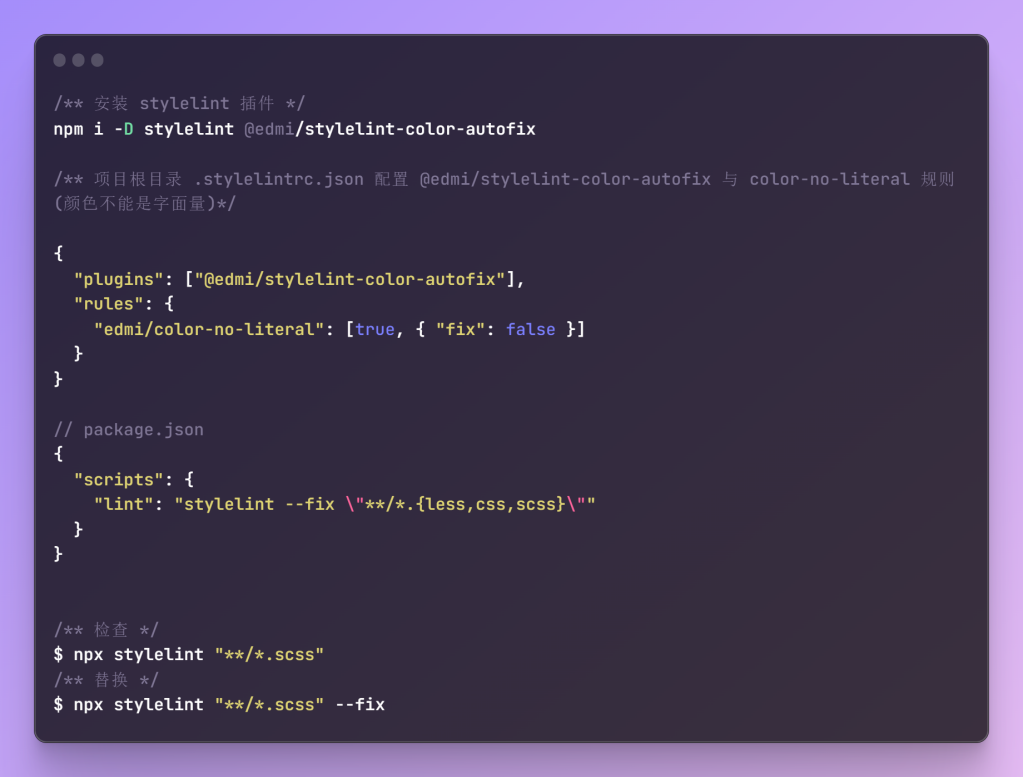 /** 安装 stylelint 插件 */
npm i -D stylelint @edmi/stylelint-color-autofix
/** 项目根目录 .stylelintrc.json 配置 @edmi/stylelint-color-autofix 与 color-no-literal 规则
(颜色不能是字面量)*/
{
  "plugins": ["@edmi/stylelint-color-autofix"],
  "rules": {
    "edmi/color-no-literal": [true, { "fix": false }]
  }
}
// package.json
{
  "scripts": {
    "lint": "stylelint --fix \"**/*.{less,css,scss}\""
  }
}
/** 检查 */
$ npx stylelint "**/*.scss"
/** 替换 */
$ npx stylelint "**/*.scss" --fix